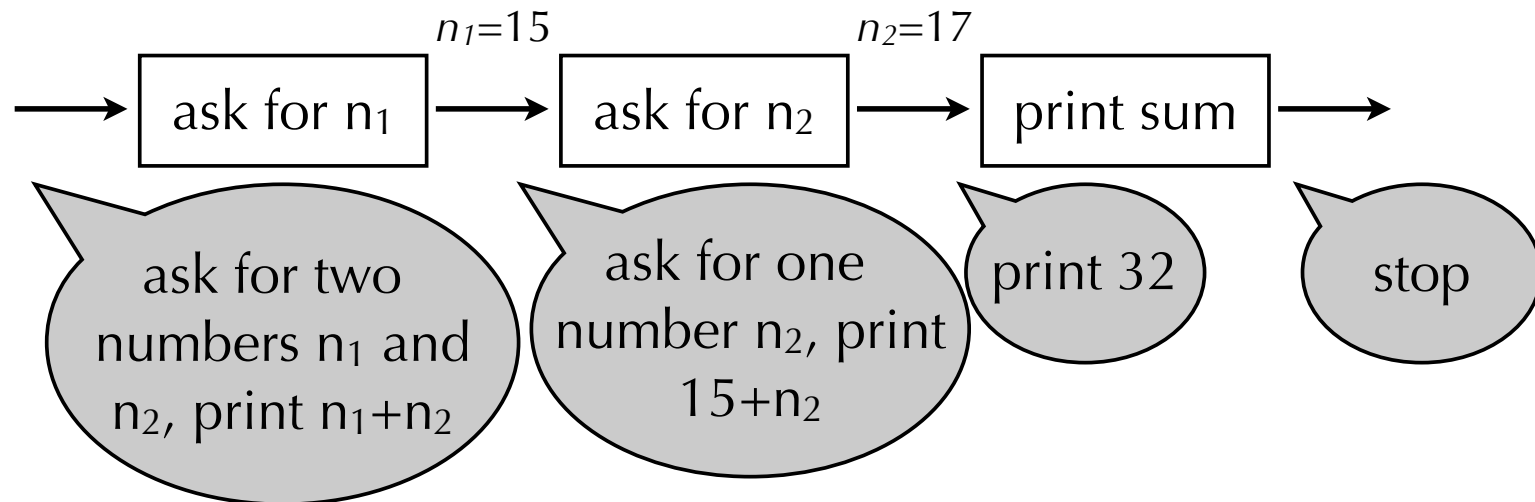 n₁=15
n₂=17
ask for n₁
ask for n₂
print sum
ask for two
numbers n₁ and
n₂, print n₁+n₂
ask for one
number n₂, print
15+n₂
print 32
stop